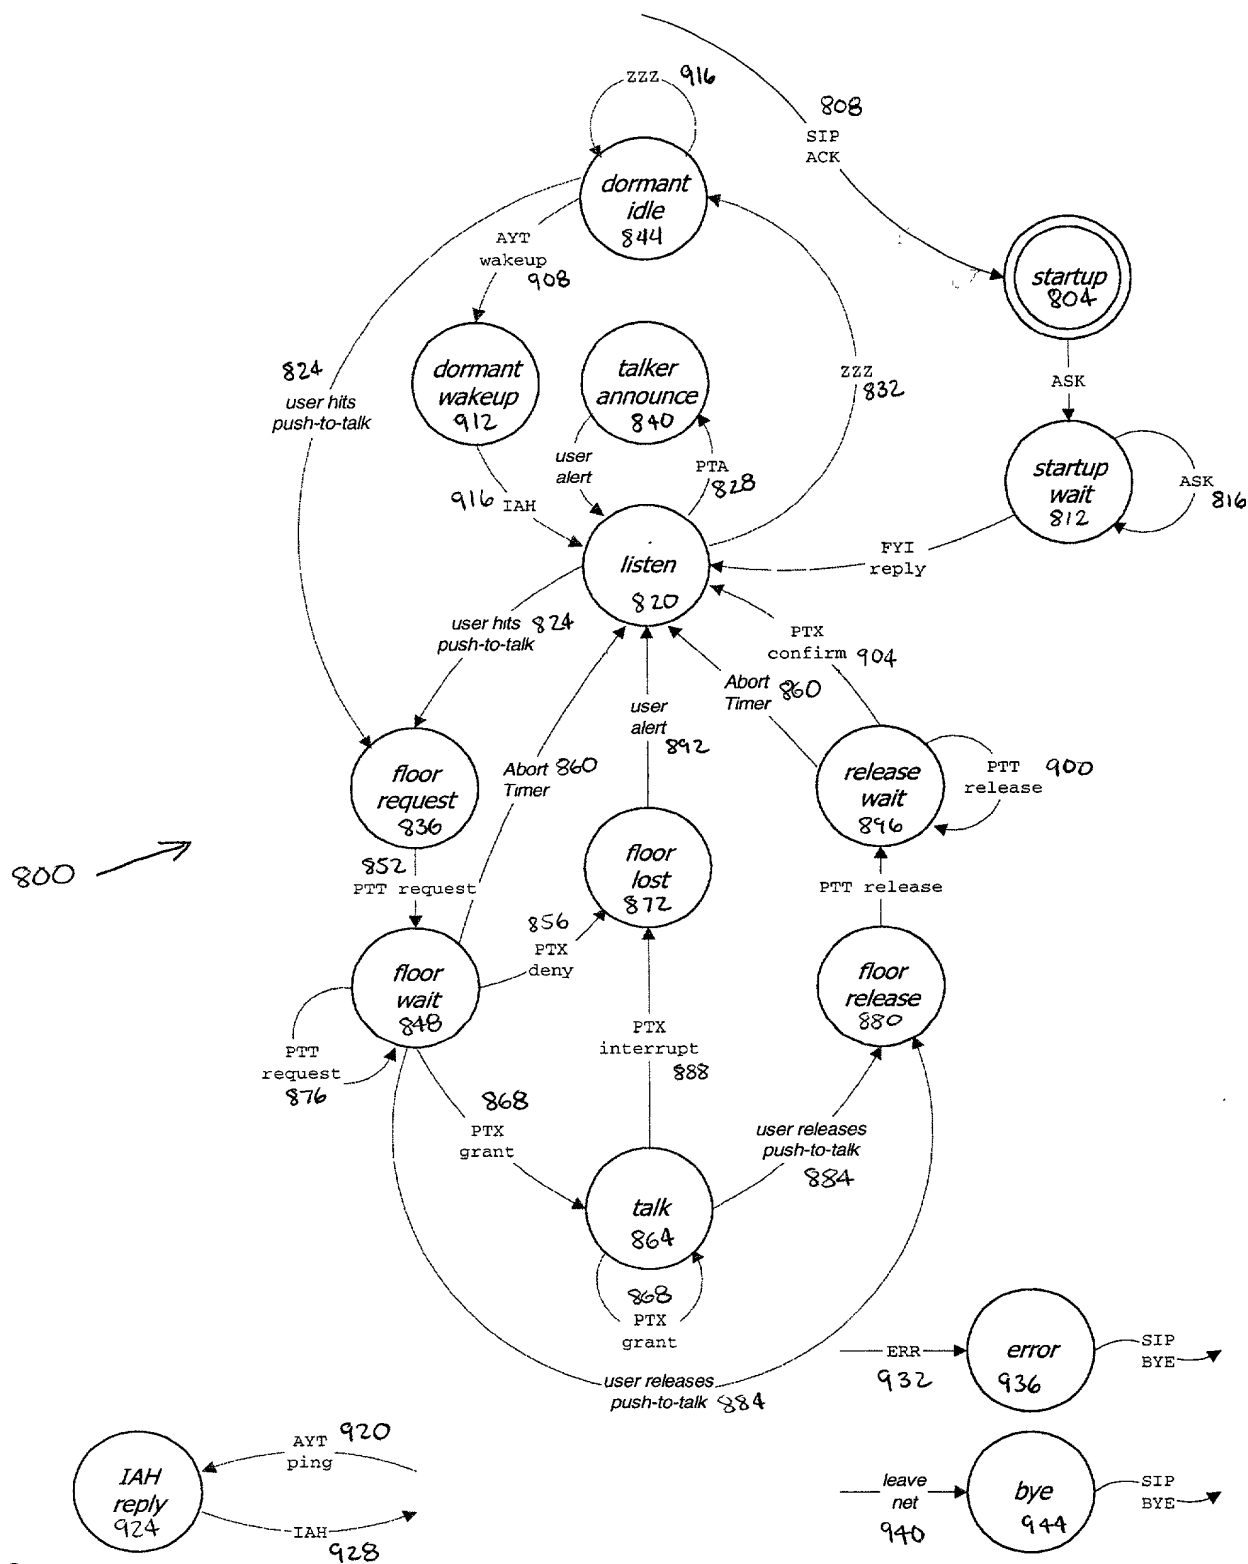 ZZZ 916
808
SIP
ACK
dormant
idle
844
AYT
wakeup
908
startup
804
824
user hits
push-to-talk
dormant
wakeup
912
talker
announce
840
ZZZ
832
ASK
user
alert
PTA
828
startup
wait
812
ASK
816
916 IAH
listen
820
FYI
reply
user hits 824
push-to-talk
PTX
confirm 904
Abort 860
Timer
user
alert
892
floor
request
836
Abort 860
Timer
release
wait
896
PTT 900
release
800
852
PTT request
floor
lost
872
PTT release
856
PTX
deny
floor
wait
848
floor
release
880
PTT
request
876
PTX
interrupt
888
868
PTX
grant
user releases
push-to-talk
884
talk
864
868
PTX
grant
user releases
push-to-talk 884
ERR
932
error
936
SIP
BYE
AYT 920
ping
IAH
reply
924
IAH
928
leave
net
940
bye
944
SIP
BYE